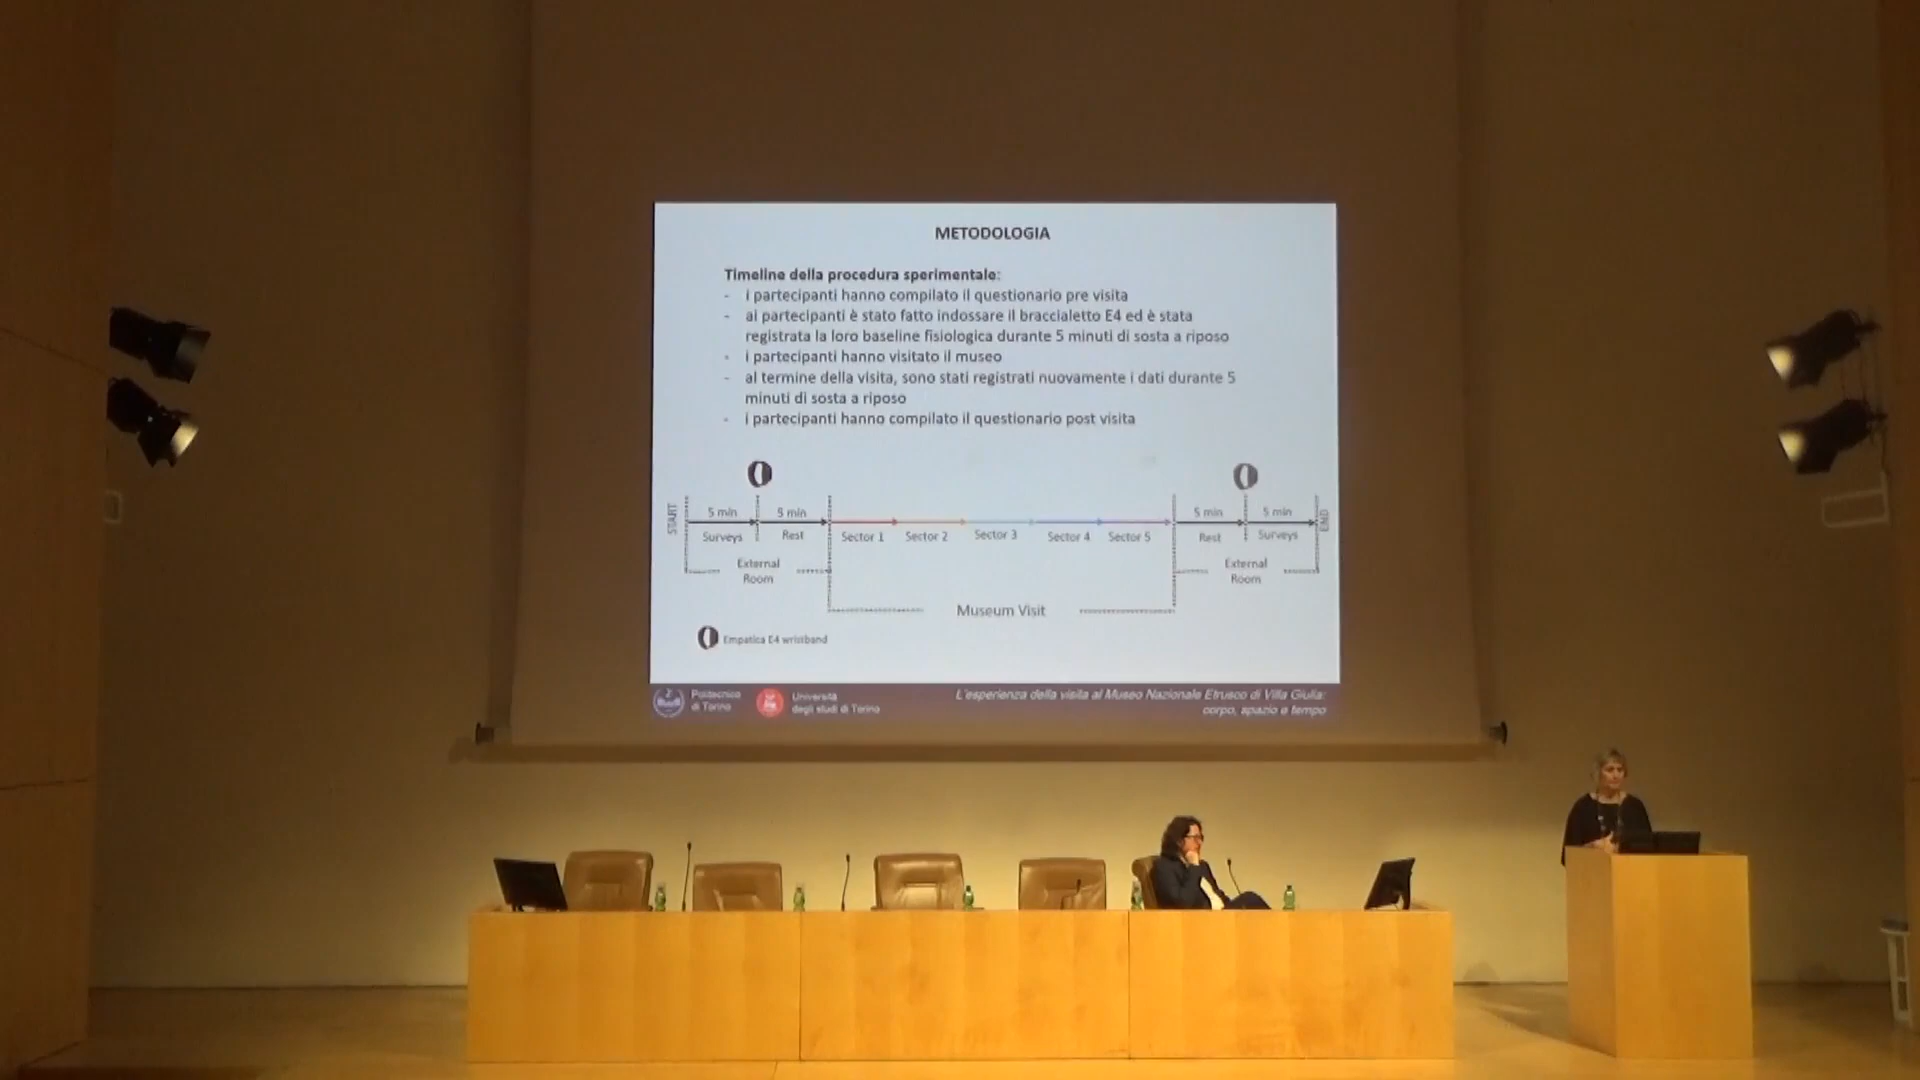 METODOLOGIA
Timeline della procedura sperimentale:
- i partecipanti hanno compilato il questionario pre visita
- ai partecipanti è stato fatto indossare il braccialetto E4 ed è stata
registrata la loro baseline fisiologica durante 5 minuti di sosta a riposo
- i partecipanti hanno visitato il museo
- al termine della visita, sono stati registrati nuovamente i dati durante 5
minuti di sosta a riposo
- i partecipanti hanno compilato il questionario post visita
START
5 min
Surveys
5 min
Rest
External
Room
Sector 1
Sector 2
Sector 3
Sector 4
Sector 5
Museum Visit
5 min
Rest
5 min
Surveys
External
Room
END
Empatica E4 wristband
Politecnico
di Torino
Università
degli studi di Torino
L'esperienza della visita al Museo Nazionale Etrusco di Villa Giulia:
corpo, spazio e tempo